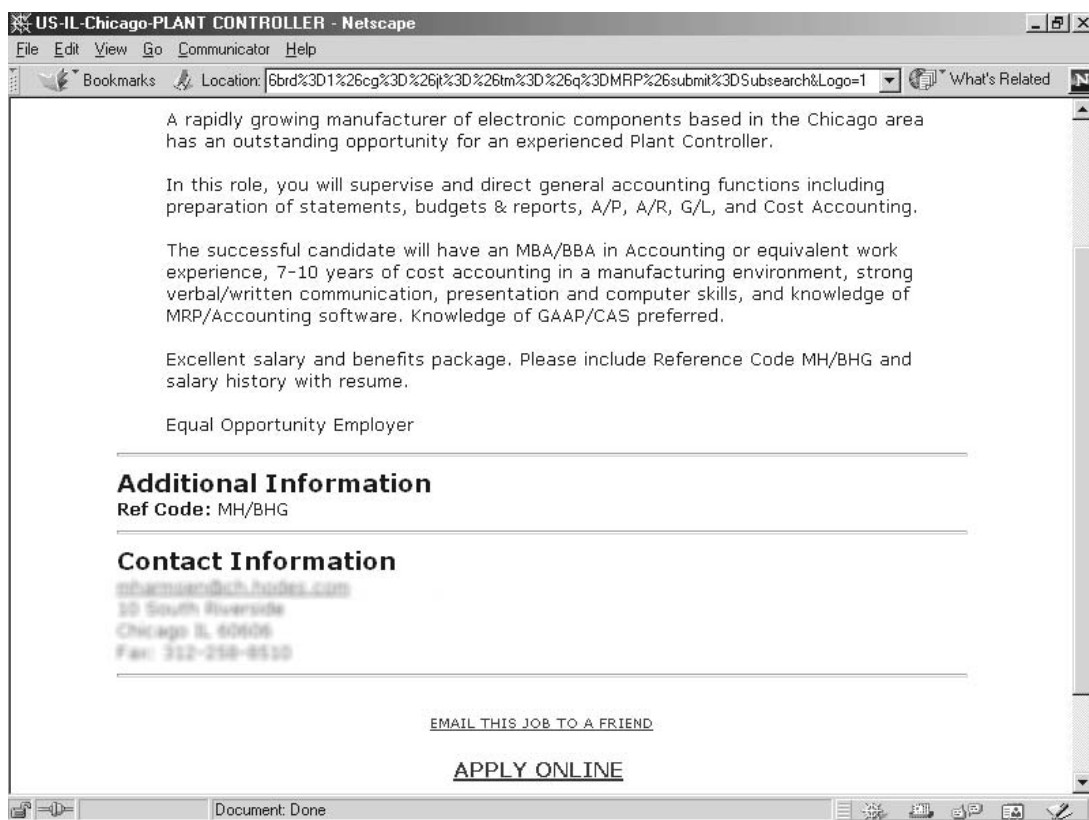 US-IL-Chicago-PLANT CONTROLLER - Netscape
File Edit View Go Communicator Help
Bookmarks Location: 6brd%3D1%26cg%3D%26jt%3D%26tm%3D%26q%3DMRP%26submit%3DSubsearch&Logo=1 What's Related N
A rapidly growing manufacturer of electronic components based in the Chicago area
has an outstanding opportunity for an experienced Plant Controller.
In this role, you will supervise and direct general accounting functions including
preparation of statements, budgets & reports, A/P, A/R, G/L, and Cost Accounting.
The successful candidate will have an MBA/BBA in Accounting or equivalent work
experience, 7-10 years of cost accounting in a manufacturing environment, strong
verbal/written communication, presentation and computer skills, and knowledge of
MRP/Accounting software. Knowledge of GAAP/CAS preferred.
Excellent salary and benefits package. Please include Reference Code MH/BHG and
salary history with resume.
Equal Opportunity Employer
Additional Information
Ref Code: MH/BHG
Contact Information
EMAIL THIS JOB TO A FRIEND
APPLY ONLINE
Document: Done